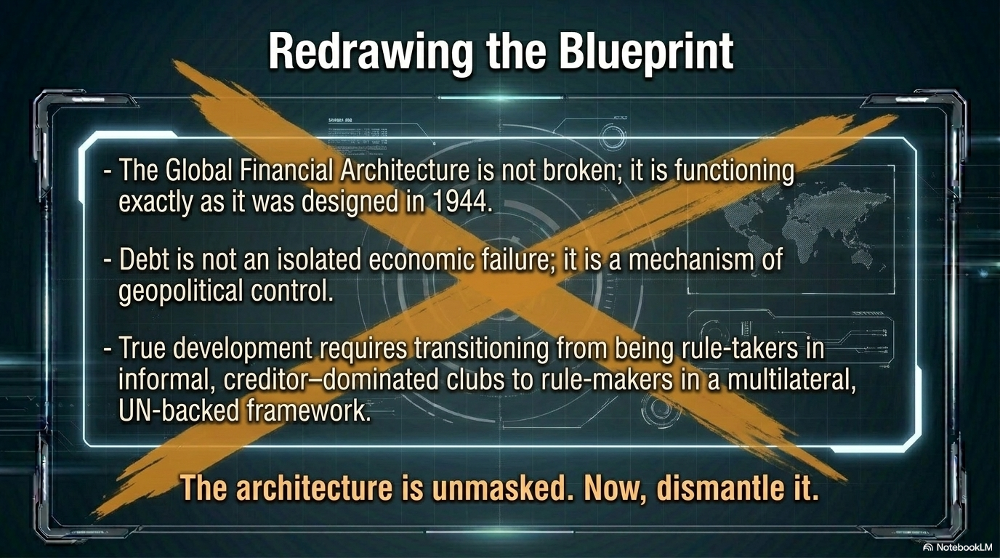 Redrawing the Blueprint
- The Global Financial Architecture is not broken; it is functioning
exactly as it was designed in 1944.
- Debt is not an isolated economic failure; it is a mechanism of
geopolitical control.
- True development requires transitioning from being rule-takers in
informal, creditor–dominated clubs to rule-makers in a multilateral,
UN-backed framework.
The architecture is unmasked. Now, dismantle it.
NotebookLM